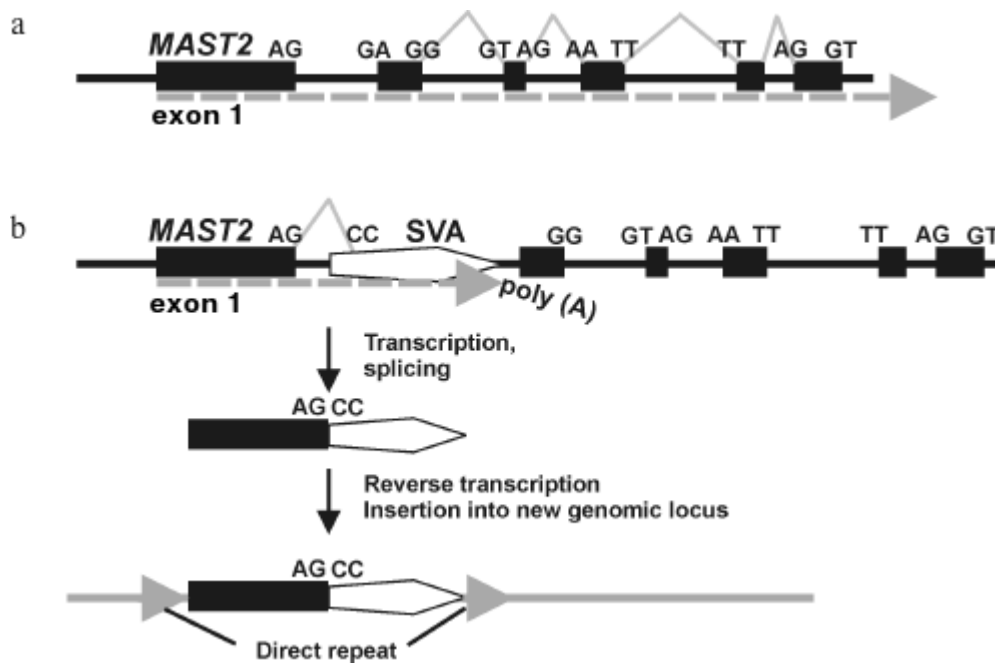 a
MAST2 AG GA GG GT AG AA TT TT AG GT
exon 1
b
MAST2 AG CC SVA GG GT AG AA TT TT AG GT
exon 1 poly (A)
Transcription,
splicing
AG CC
Reverse transcription
Insertion into new genomic locus
AG CC
Direct repeat